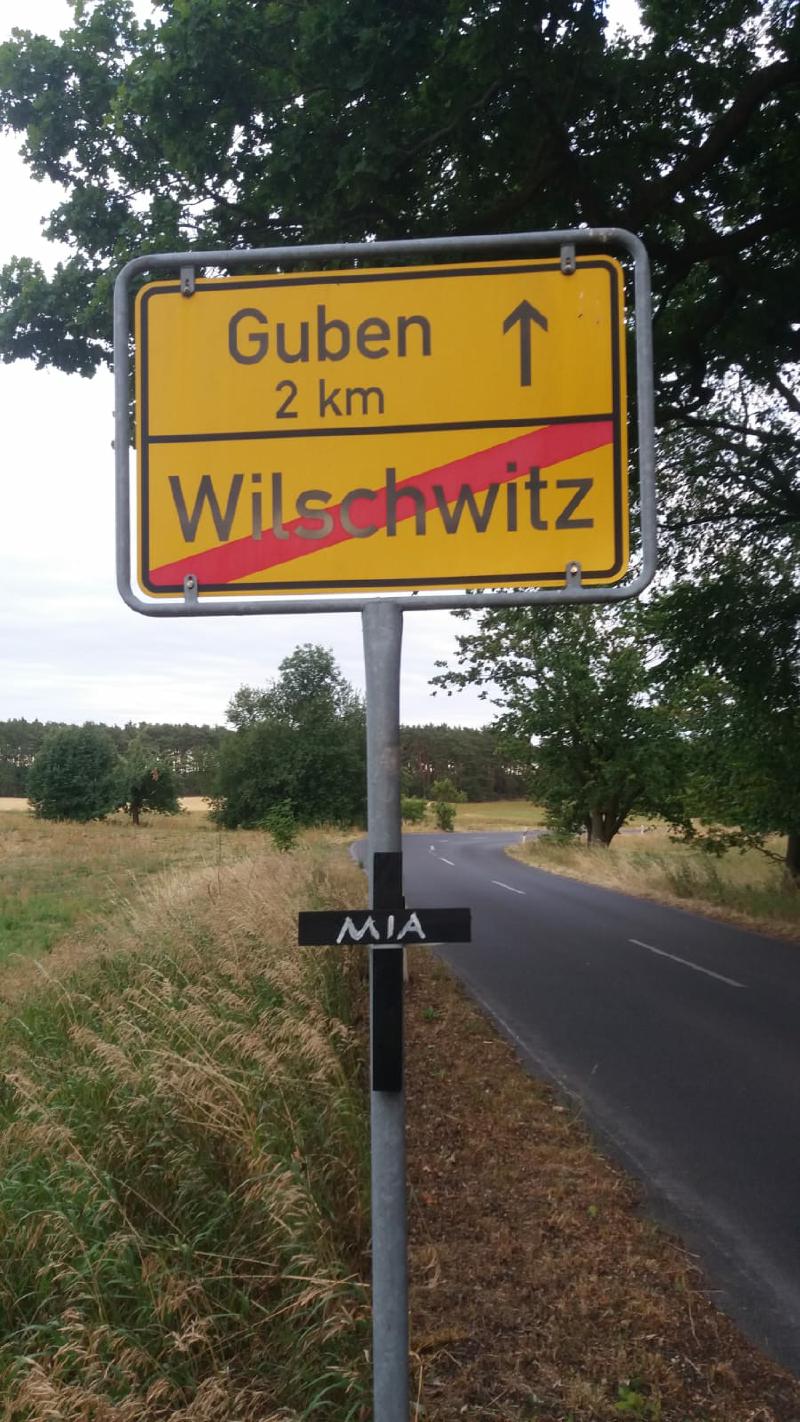 Guben ↑
2 km
Wilschwitz
MIA